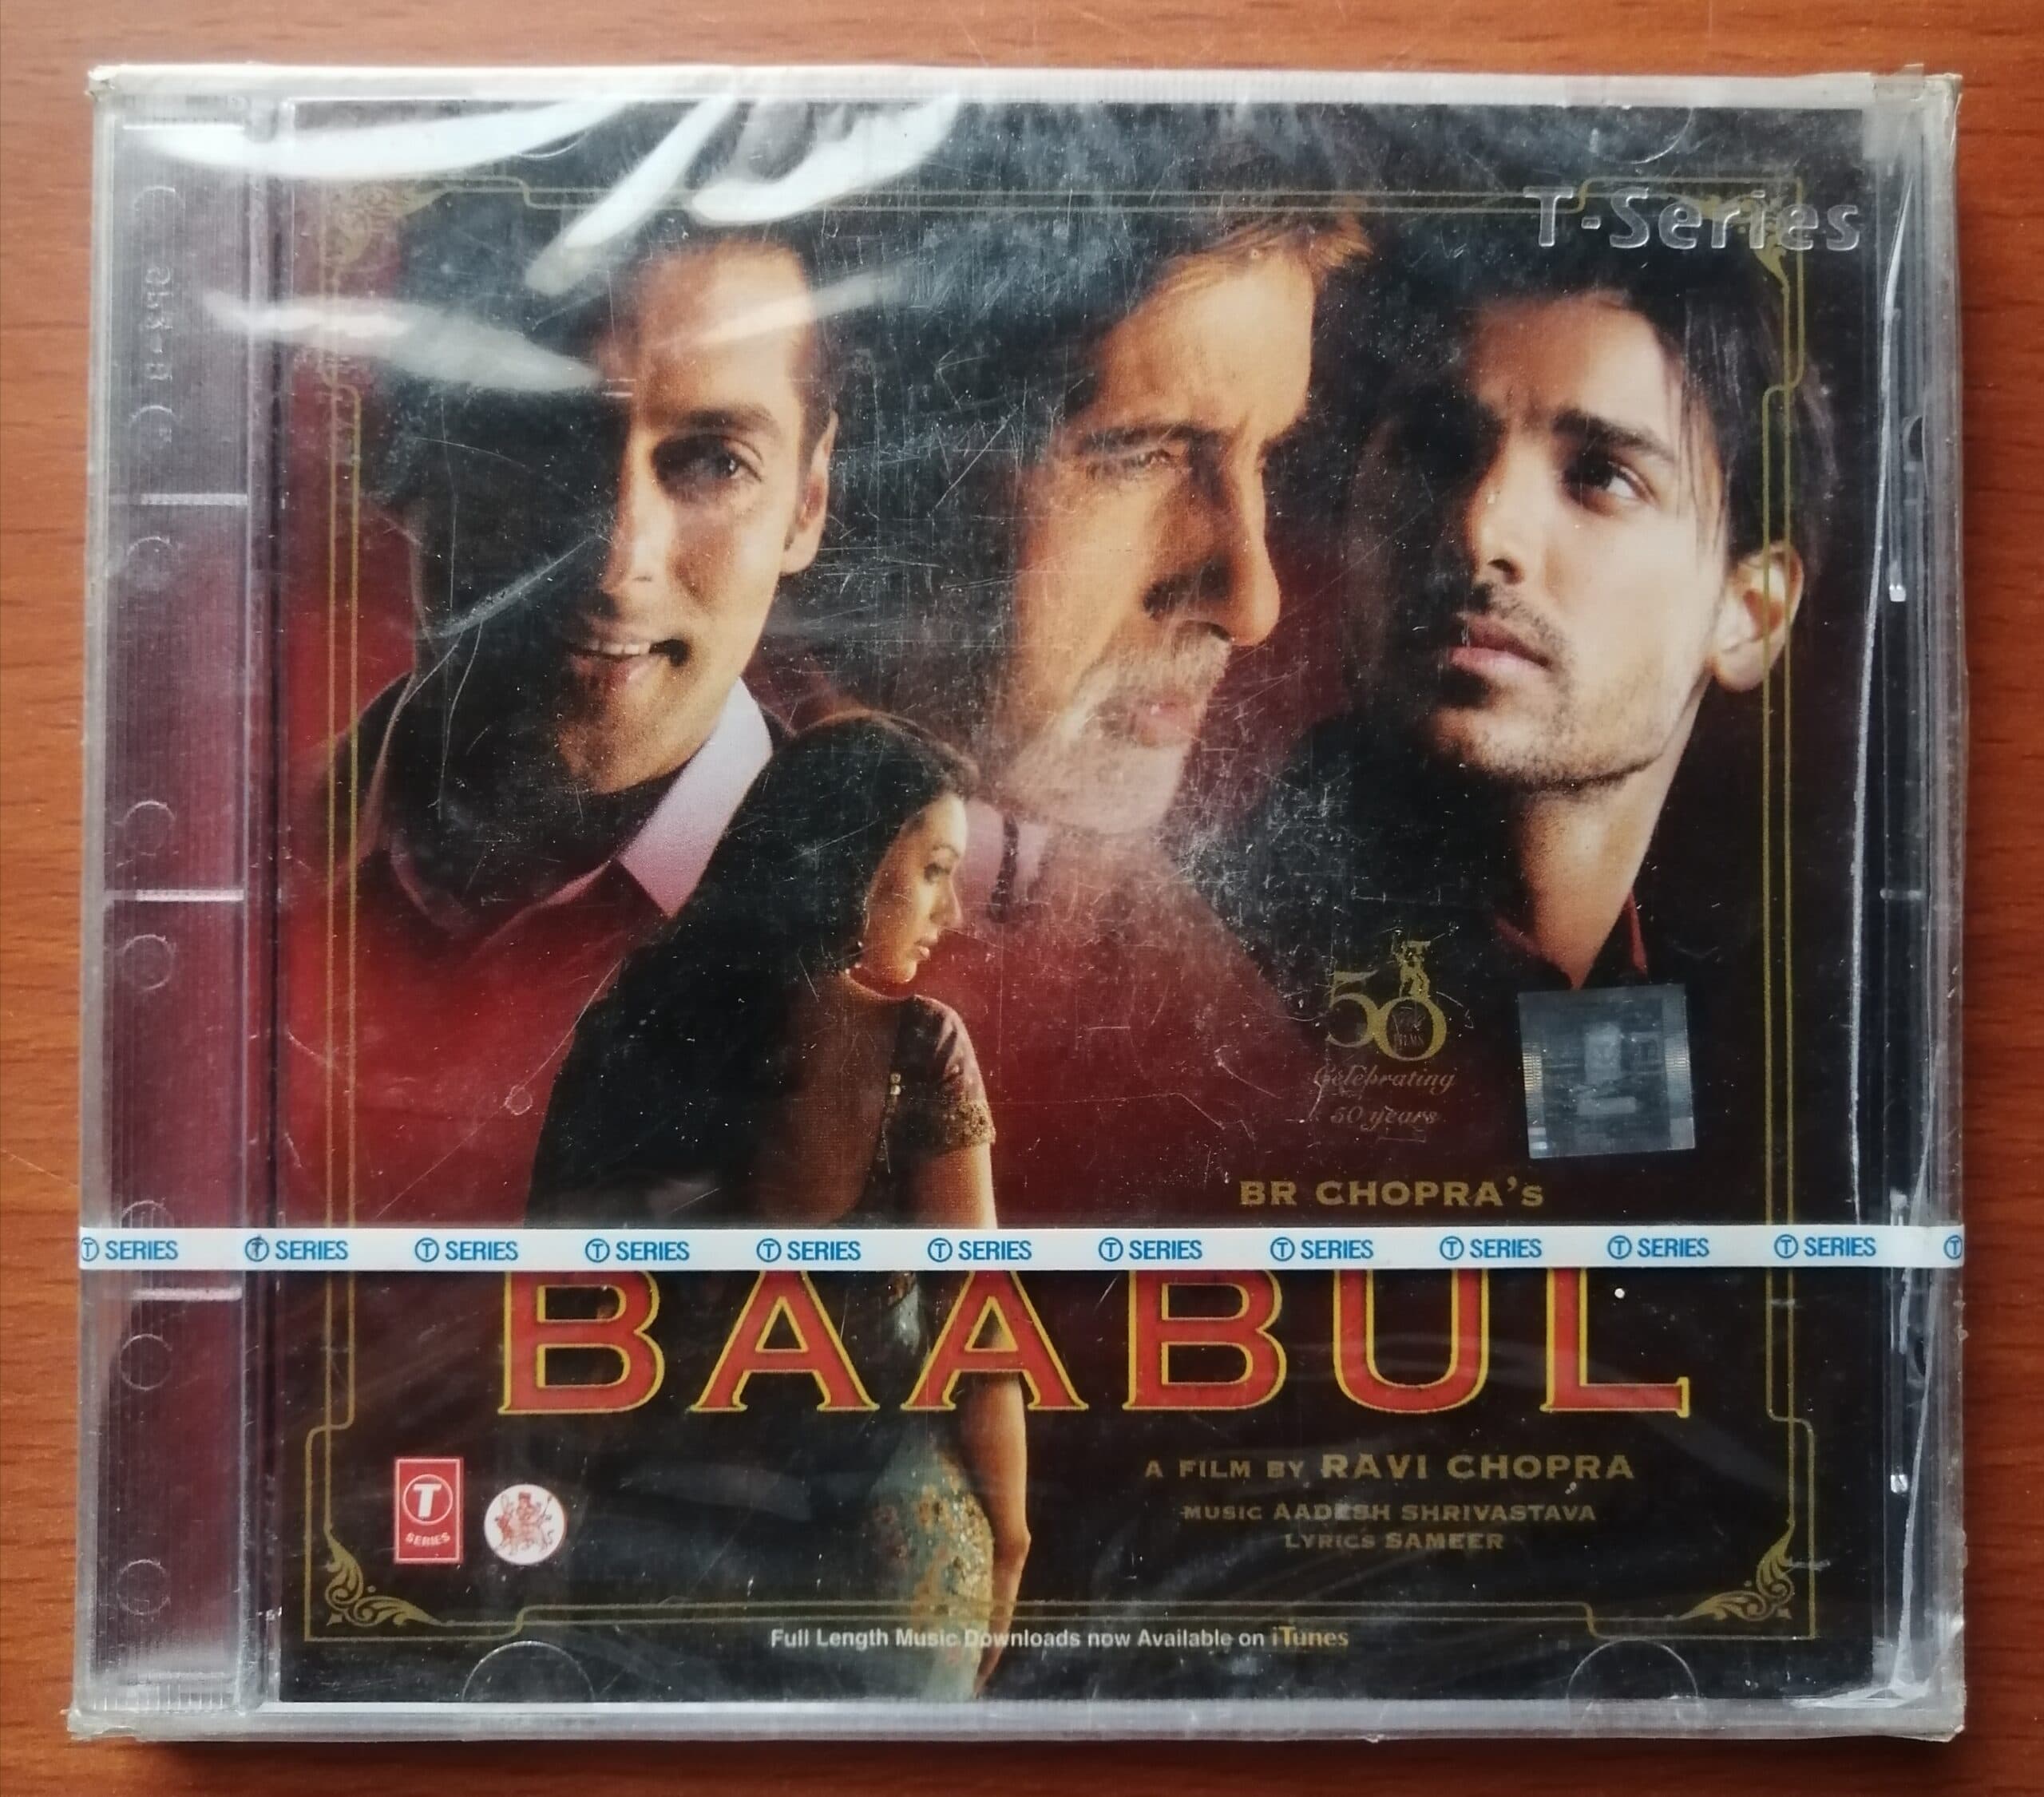 T-Series
50
FILMS
Celebrating
50 years
BR CHOPRA'S
T SERIES T SERIES T SERIES T SERIES T SERIES T SERIES T SERIES T SERIES T SERIES T SERIES T SERIES T
BAABUL
A FILM BY RAVI CHOPRA
MUSIC AADESH SHRIVASTAVA
LYRICS SAMEER
T
SERIES
Full Length Music Downloads now Available on iTunes